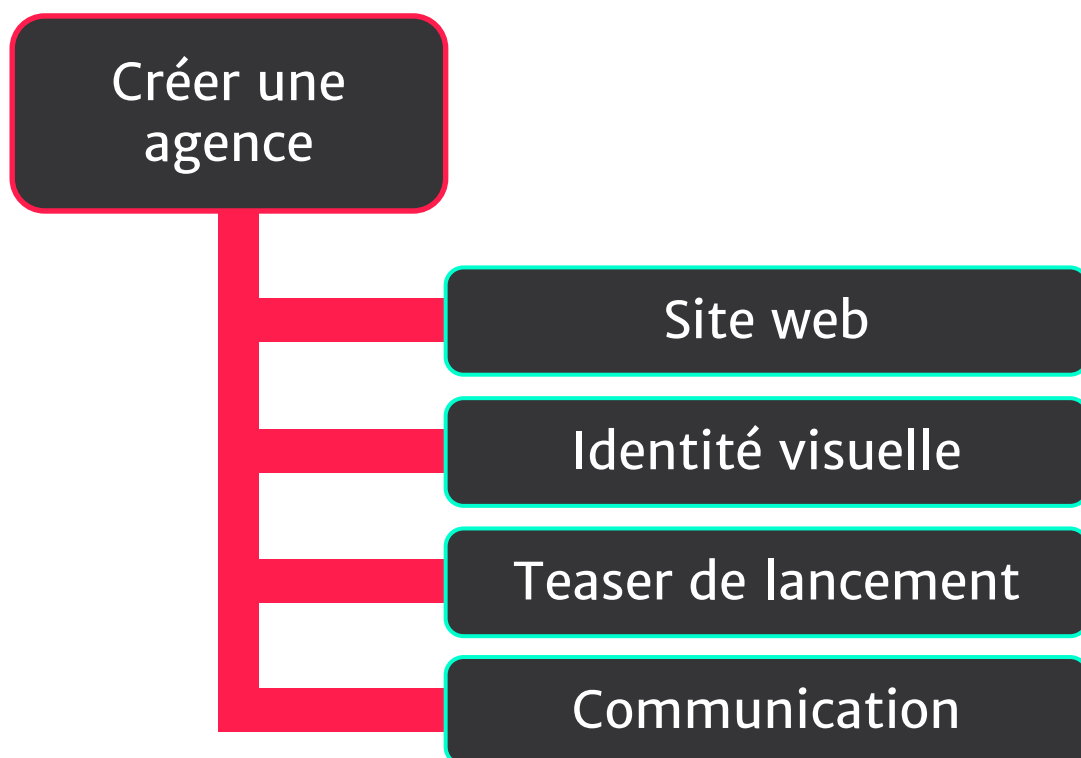 Créer une
agence
Site web
Identité visuelle
Teaser de lancement
Communication